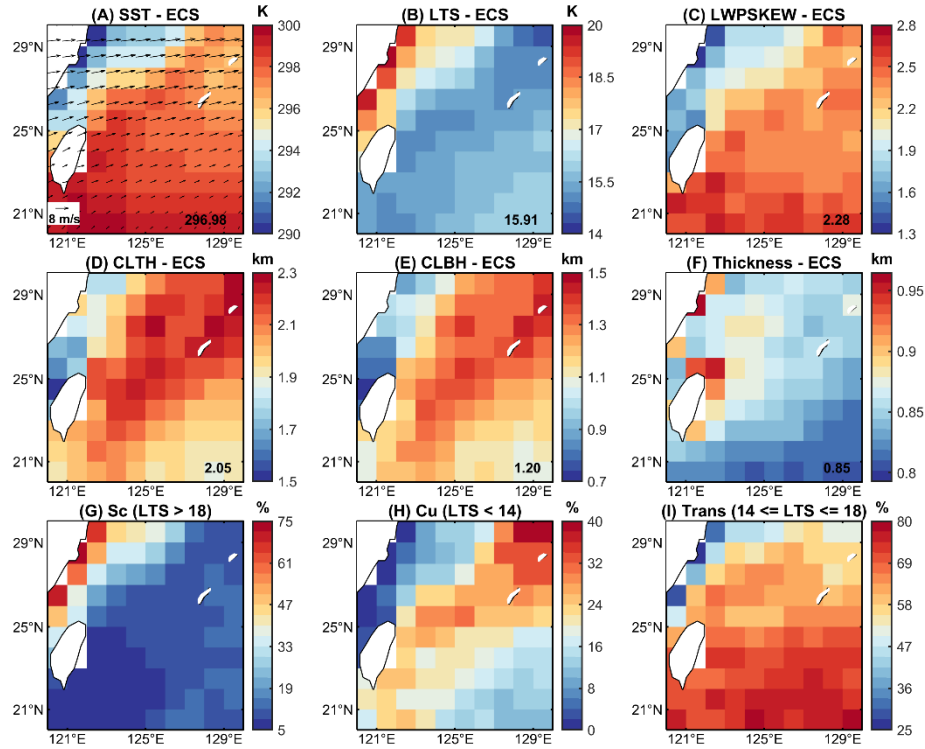 (A) SST - ECS
K
300
298
296
294
292
290
29°N
25°N
21°N
8 m/s
296.98
121°E
125°E
129°E
(B) LTS - ECS
K
20
18.5
17
15.5
14
29°N
25°N
21°N
15.91
121°E
125°E
129°E
(C) LWPSKEW - ECS
2.8
2.5
2.2
1.9
1.6
1.3
29°N
25°N
21°N
2.28
121°E
125°E
129°E
(D) CLTH - ECS
km
2.3
2.1
1.9
1.7
1.5
29°N
25°N
21°N
2.05
121°E
125°E
129°E
(E) CLBH - ECS
km
1.5
1.3
1.1
0.9
0.7
29°N
25°N
21°N
1.20
121°E
125°E
129°E
(F) Thickness - ECS
km
0.95
0.9
0.85
0.8
29°N
25°N
21°N
0.85
121°E
125°E
129°E
(G) Sc (LTS > 18)
%
75
61
47
33
19
5
29°N
25°N
21°N
121°E
125°E
129°E
(H) Cu (LTS < 14)
%
40
32
24
16
8
0
29°N
25°N
21°N
121°E
125°E
129°E
(I) Trans (14 <= LTS <= 18)
%
80
69
58
47
36
25
29°N
25°N
21°N
121°E
125°E
129°E